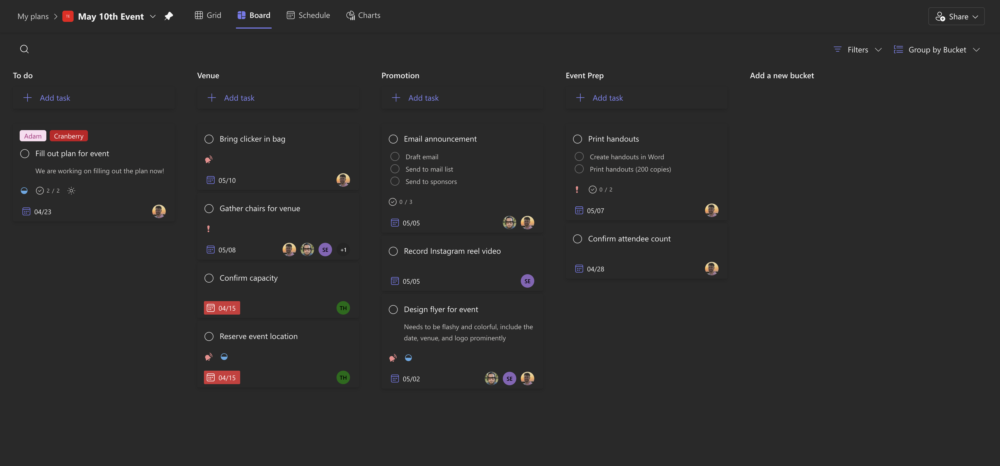 My plans
TE
May 10th Event
Grid
Board
Schedule
Charts
Share
Filters
Group by Bucket
To do
Add task
Adam
Cranberry
Fill out plan for event
We are working on filling out the plan now!
2 / 2
04/23
Venue
Add task
Bring clicker in bag
05/10
Gather chairs for venue
05/08
SE
+1
Confirm capacity
04/15
TH
Reserve event location
04/15
TH
Promotion
Add task
Email announcement
Draft email
Send to mail list
Send to sponsors
0 / 3
05/05
Record Instagram reel video
05/05
SE
Design flyer for event
Needs to be flashy and colorful, include the
date, venue, and logo prominently
05/02
SE
Event Prep
Add task
Print handouts
Create handouts in Word
Print handouts (200 copies)
0 / 2
05/07
Confirm attendee count
04/28
Add a new bucket